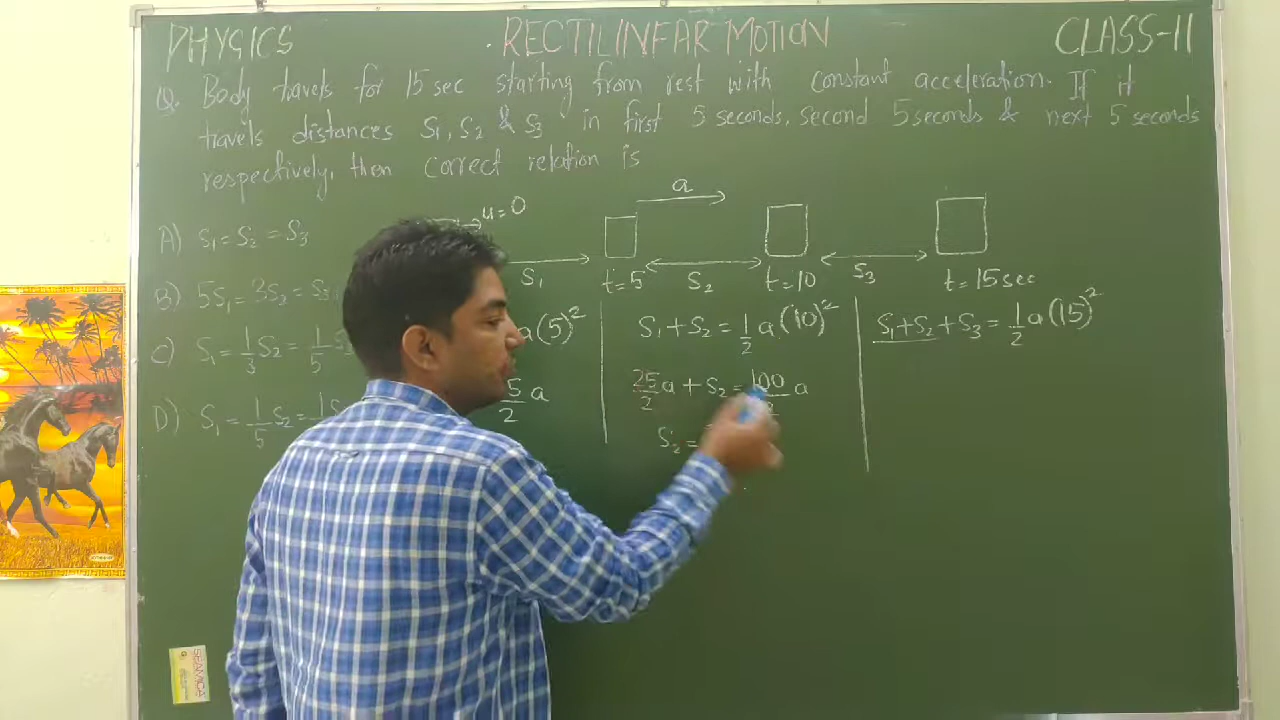 PHYSICS RECTILINEAR MOTION CLASS-11
Q. Body travels for 15 sec starting from rest with constant acceleration. If it
travels distances S₁, S₂ & S₃ in first 5 seconds, second 5 seconds & next 5 seconds
respectively, then correct relation is
a
u=0
A) S₁ = S₂ = S₃
S₁ t=5 S₂ t=10 S₃ t=15sec
B) 5S₁ = 3S₂ = S₃
a(5)² S₁+S₂ = 1/2 a(10)² S₁+S₂+S₃ = 1/2 a(15)²
C) S₁ = 1/3 S₂ = 1/5 S
5/2 a 25/2 a + S₂ = 100/ a
D) S₁ = 1/5 S₂ = 1 S
S₂ =
SEAMICA